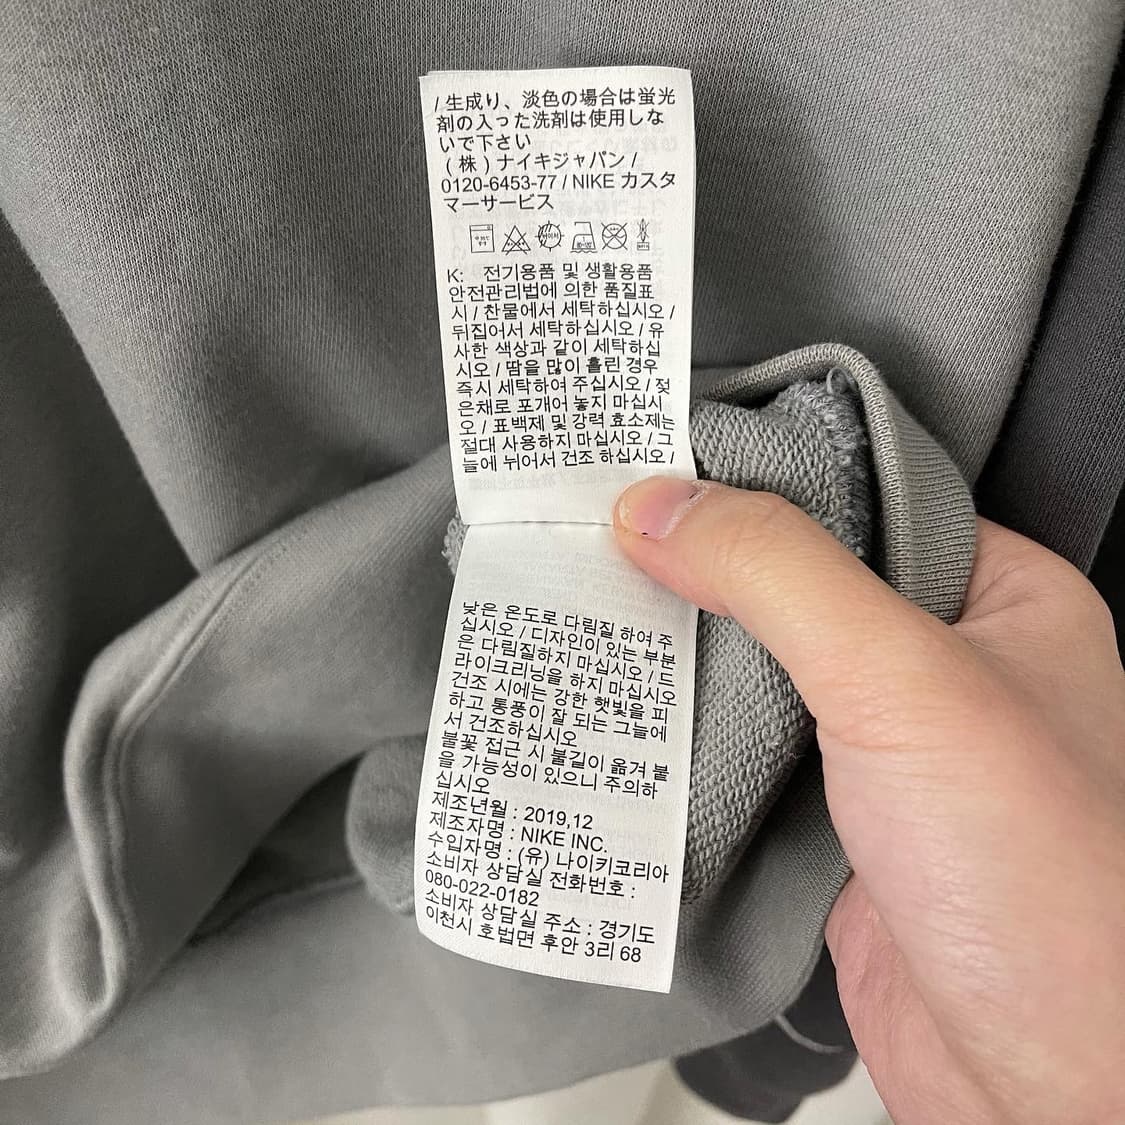 / 生成り、淡色の場合は蛍光
剤の入った洗剤は使用しな
いで下さい
(株)ナイキジャパン /
0120-6453-77 / NIKE カスタ
マーサービス
K: 전기용품 및 생활용품
안전관리법에 의한 품질표
시 / 찬물에서 세탁하십시오 /
뒤집어서 세탁하십시오 / 유
사한 색상과 같이 세탁하십
시오 / 땀을 많이 흘린 경우
즉시 세탁하여 주십시오 / 젖
은채로 포개어 놓지 마십시
오 / 표백제 및 강력 효소제는
절대 사용하지 마십시오 / 그
늘에 뉘어서 건조 하십시오 /
낮은 온도로 다림질 하여 주
십시오 / 디자인이 있는 부분
은 다림질하지 마십시오 / 드
라이크리닝을 하지 마십시오
건조 시에는 강한 햇빛을 피
하고 통풍이 잘 되는 그늘에
서 건조하십시오
불꽃 접근 시 불길이 옮겨 붙
을 가능성이 있으니 주의하
십시오
제조년월 : 2019,12
제조자명 : NIKE INC.
수입자명 : (유) 나이키코리아
소비자 상담실 전화번호 :
080-022-0182
소비자 상담실 주소 : 경기도
이천시 호법면 후안 3리 68